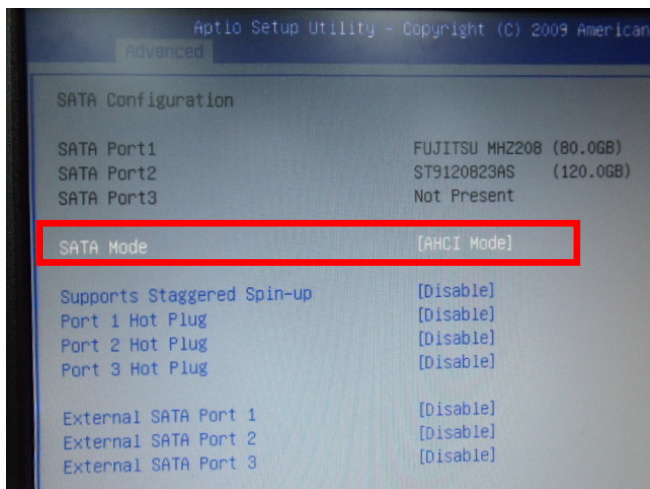 Aptio Setup Utility - Copyright (C) 2009 American
Advanced
SATA Configuration
SATA Port1 FUJITSU MHZ208 (80.0GB)
SATA Port2 ST9120823AS (120.0GB)
SATA Port3 Not Present
SATA Mode [AHCI Mode]
Supports Staggered Spin-up [Disable]
Port 1 Hot Plug [Disable]
Port 2 Hot Plug [Disable]
Port 3 Hot Plug [Disable]
External SATA Port 1 [Disable]
External SATA Port 2 [Disable]
External SATA Port 3 [Disable]